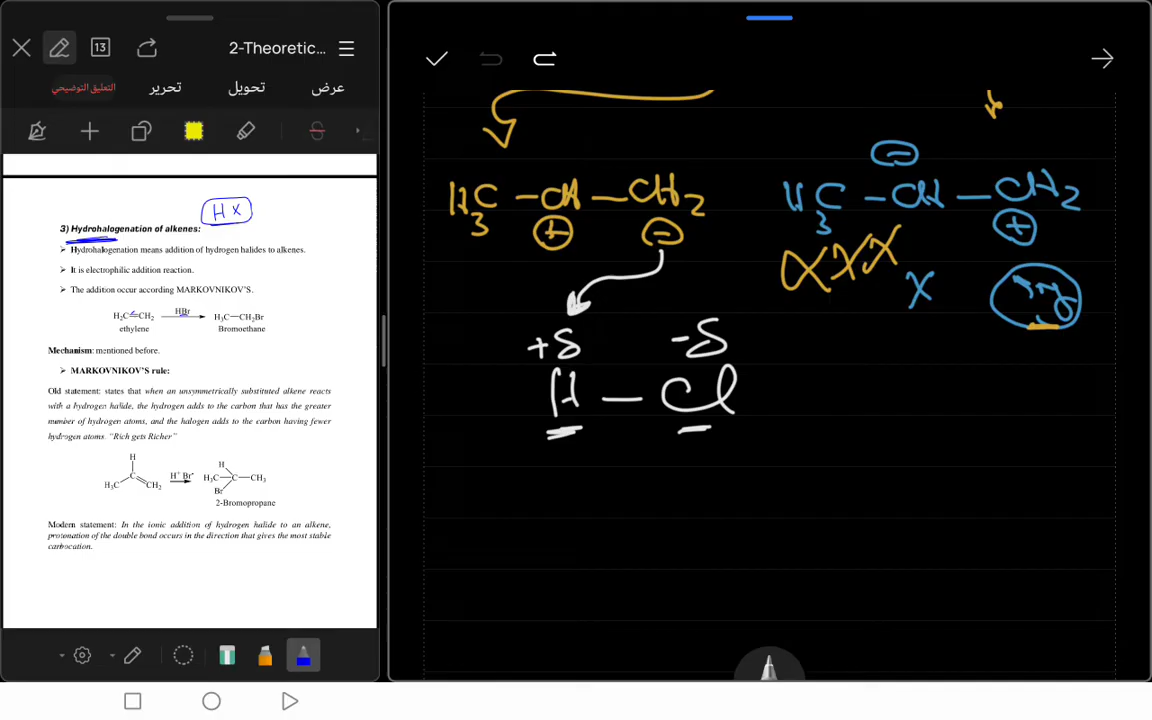 2-Theoretic...
13
عرض
تحويل
تحرير
التعليق التوضيحي
H X
3) Hydrohalogenation of alkenes:
➢ Hydrohalogenation means addition of hydrogen halides to alkenes.
➢ It is electrophilic addition reaction.
➢ The addition occur according MARKOVNIKOV'S.
H₂C=CH₂ HBr H₃C—CH₂Br
ethylene Bromoethane
Mechanism: mentioned before.
➢ MARKOVNIKOV'S rule:
Old statement: states that when an unsymmetrically substituted alkene reacts
with a hydrogen halide, the hydrogen adds to the carbon that has the greater
number of hydrogen atoms, and the halogen adds to the carbon having fewer
hydrogen atoms. "Rich gets Richer"
H H
H₃C C CH₂ H⁺ Br⁻ H₃C—C—CH₃
Br
2-Bromopropane
Modern statement: In the ionic addition of hydrogen halide to an alkene,
protonation of the double bond occurs in the direction that gives the most stable
carbocation.
H₃C – CH – CH₂
+ −
−
H₃C – CH – CH₂
+
X X X X
+δ −δ
H – Cl